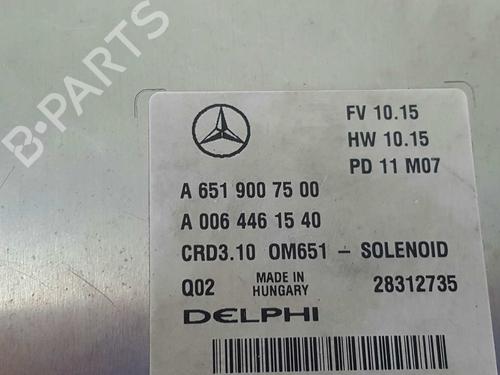 B-PARTS
FV 10.15
HW 10.15
PD 11 M07
A 651 900 75 00
A 006 446 15 40
CRD3.10 OM651 – SOLENOID
Q02 MADE IN HUNGARY 28312735
DELPHI